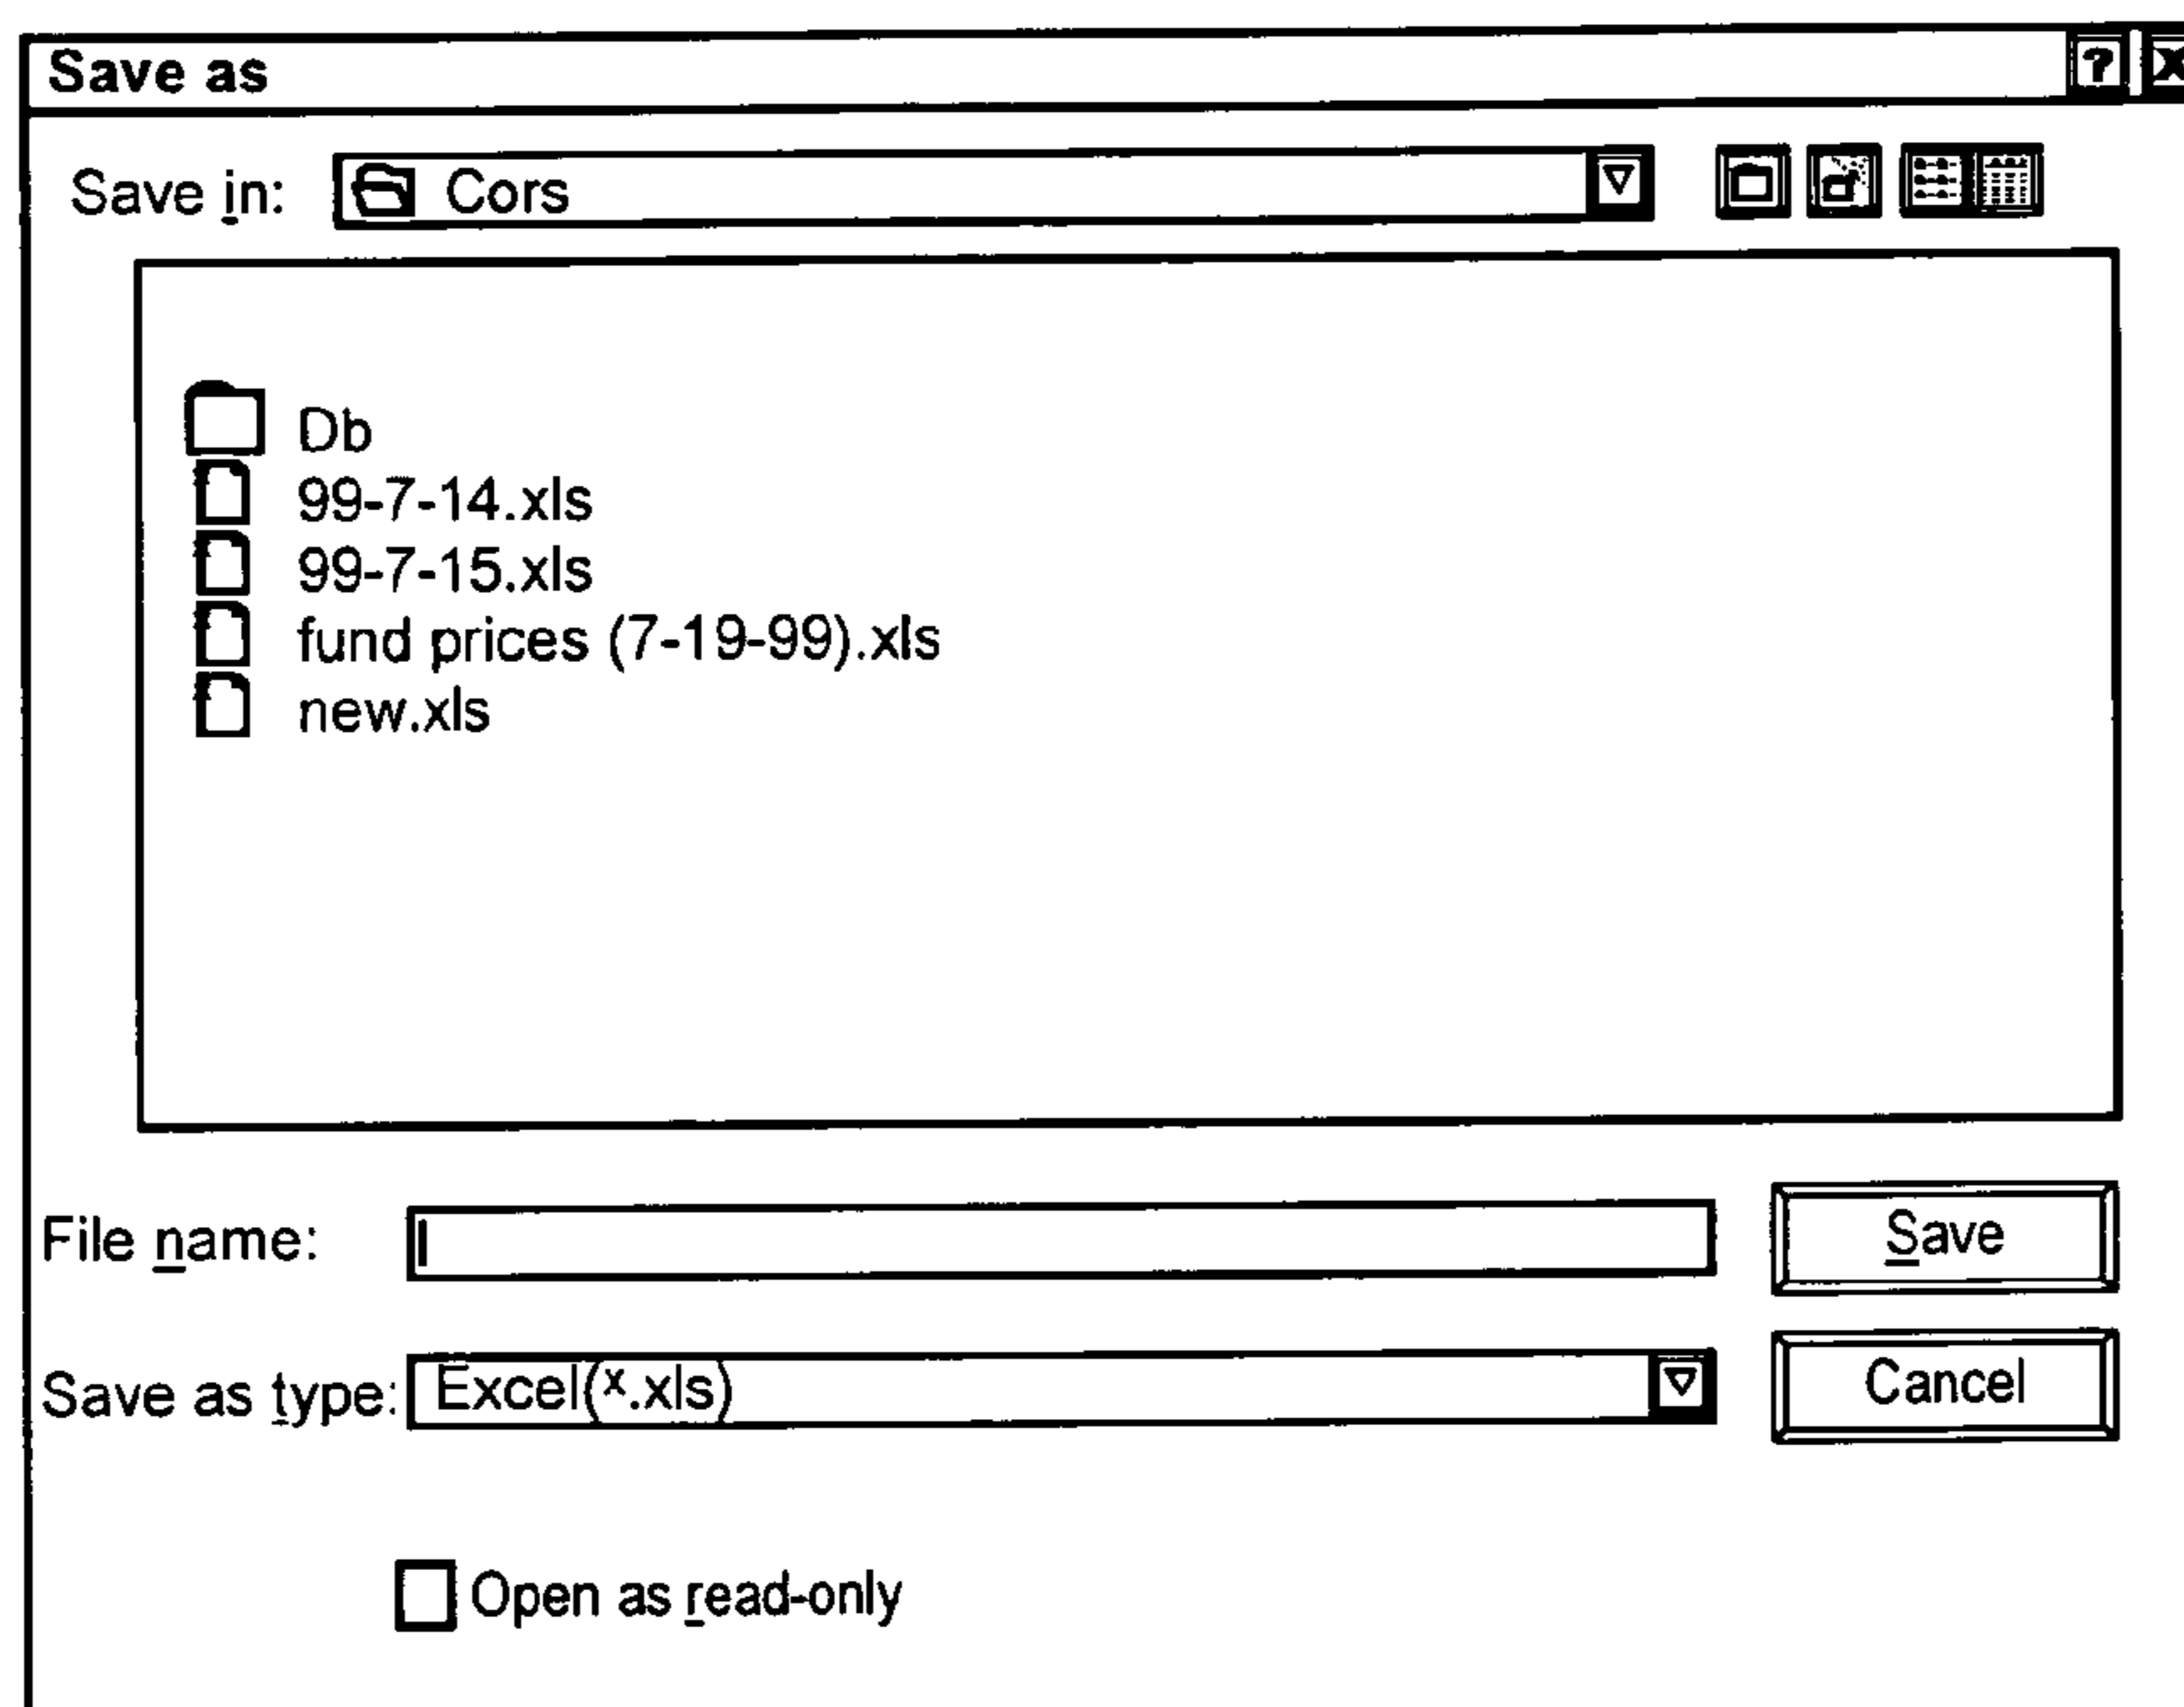 Save as ? X
Save in: Cors
Db
99-7-14.xls
99-7-15.xls
fund prices (7-19-99).xls
new.xls
File name: Save
Save as type: Excel(x.xls) Cancel
Open as read-only